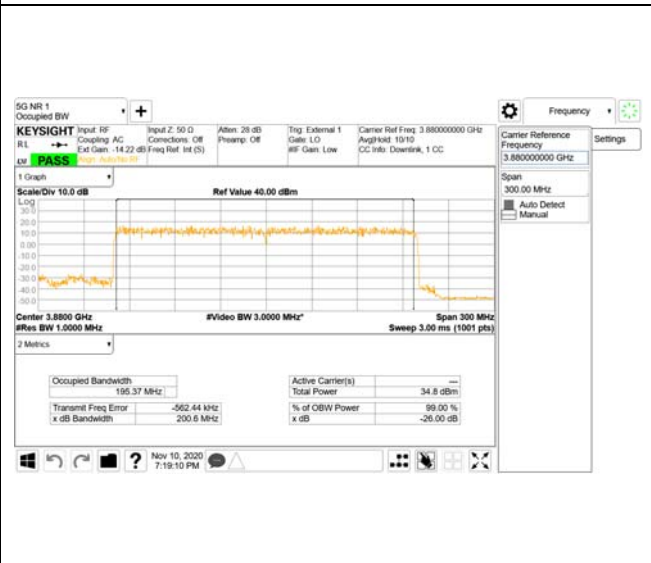 5G NR 1
Occupied BW
Frequency
KEYSIGHT
Input: RF
Input Z: 50 Ω
Atten: 28 dB
Trig: External 1
Carrier Ref Freq: 3.880000000 GHz
RL
Coupling: AC
Corrections: Off
Preamp: Off
Gate: LO
Avg|Hold: 10/10
Ext Gain: -14.22 dB
Freq Ref: Int (S)
#IF Gain: Low
CC Info: Downlink, 1 CC
PASS
Align: Auto/No RF
Carrier Reference
Frequency
3.880000000 GHz
Settings
Span
300.00 MHz
Auto Detect
Manual
1 Graph
Scale/Div 10.0 dB
Ref Value 40.00 dBm
Log
30.0
20.0
10.0
0.00
-10.0
-20.0
-30.0
-40.0
-50.0
Center 3.8800 GHz
#Video BW 3.0000 MHz*
Span 300 MHz
#Res BW 1.0000 MHz
Sweep 3.00 ms (1001 pts)
2 Metrics
Occupied Bandwidth
195.37 MHz
Active Carrier(s)
---
Total Power
34.8 dBm
Transmit Freq Error
-562.44 kHz
% of OBW Power
99.00 %
x dB Bandwidth
200.6 MHz
x dB
-26.00 dB
Nov 10, 2020
7:19:10 PM